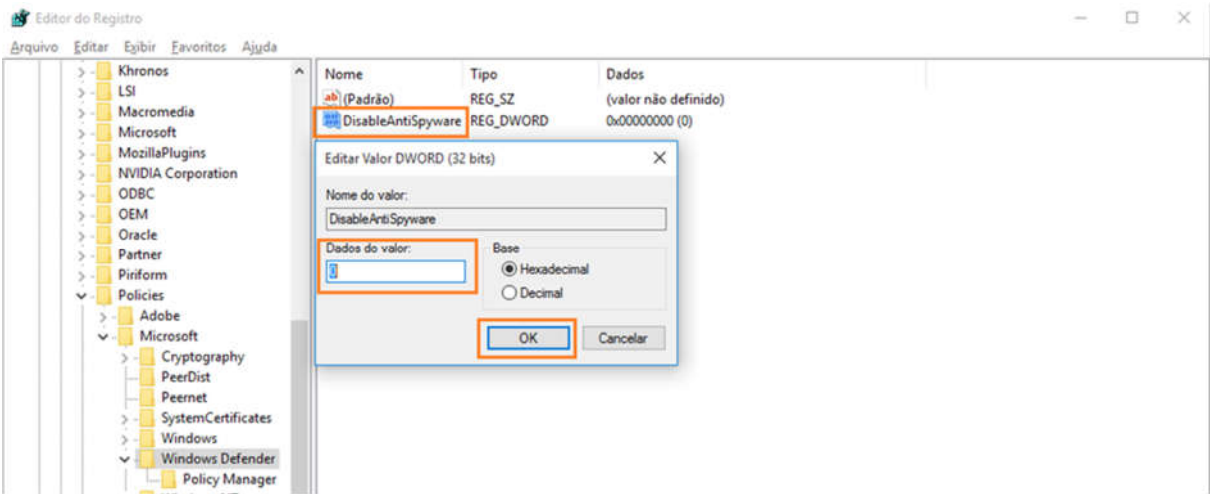 Editor do Registro
Arquivo Editar Exibir Favoritos Ajuda
Khronos
LSI
Macromedia
Microsoft
MozillaPlugins
NVIDIA Corporation
ODBC
OEM
Oracle
Partner
Piriform
Policies
Adobe
Microsoft
Cryptography
PeerDist
Peernet
SystemCertificates
Windows
Windows Defender
Policy Manager
Nome Tipo Dados
(Padrão) REG_SZ (valor não definido)
DisableAntiSpyware REG_DWORD 0x00000000 (0)
Editar Valor DWORD (32 bits)
Nome do valor:
DisableAntiSpyware
Dados do valor:
0
Base
Hexadecimal
Decimal
OK Cancelar